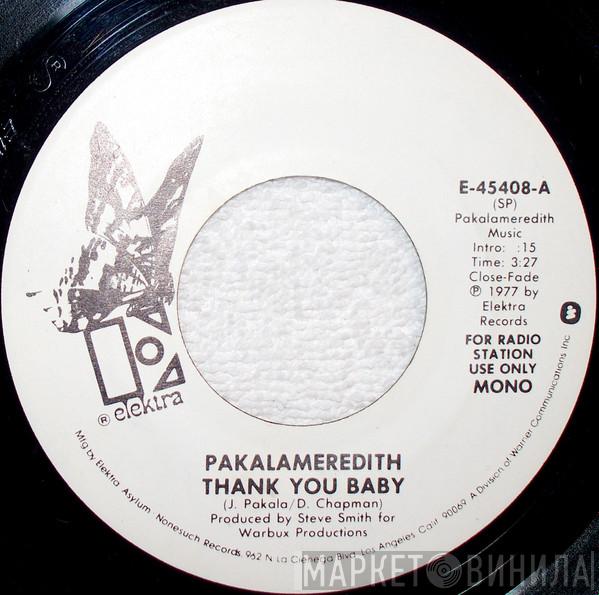 E-45408-A
(SP)
Pakalameredith
Music
Intro: :15
Time: 3:27
Close-Fade
Ⓟ 1977 by
Elektra
Records
FOR RADIO
STATION
USE ONLY
MONO
® elektra
PAKALAMEREDITH
THANK YOU BABY
(J. Pakala/D. Chapman)
Produced by Steve Smith for
Warbux Productions
Mfg by Elektra Asylum Nonesuch Records, 962 N. La Cienega Blvd, Los Angeles Calif. 90069 A Division of Warner Communications Inc
МАРКЕТ ВИНИЛА